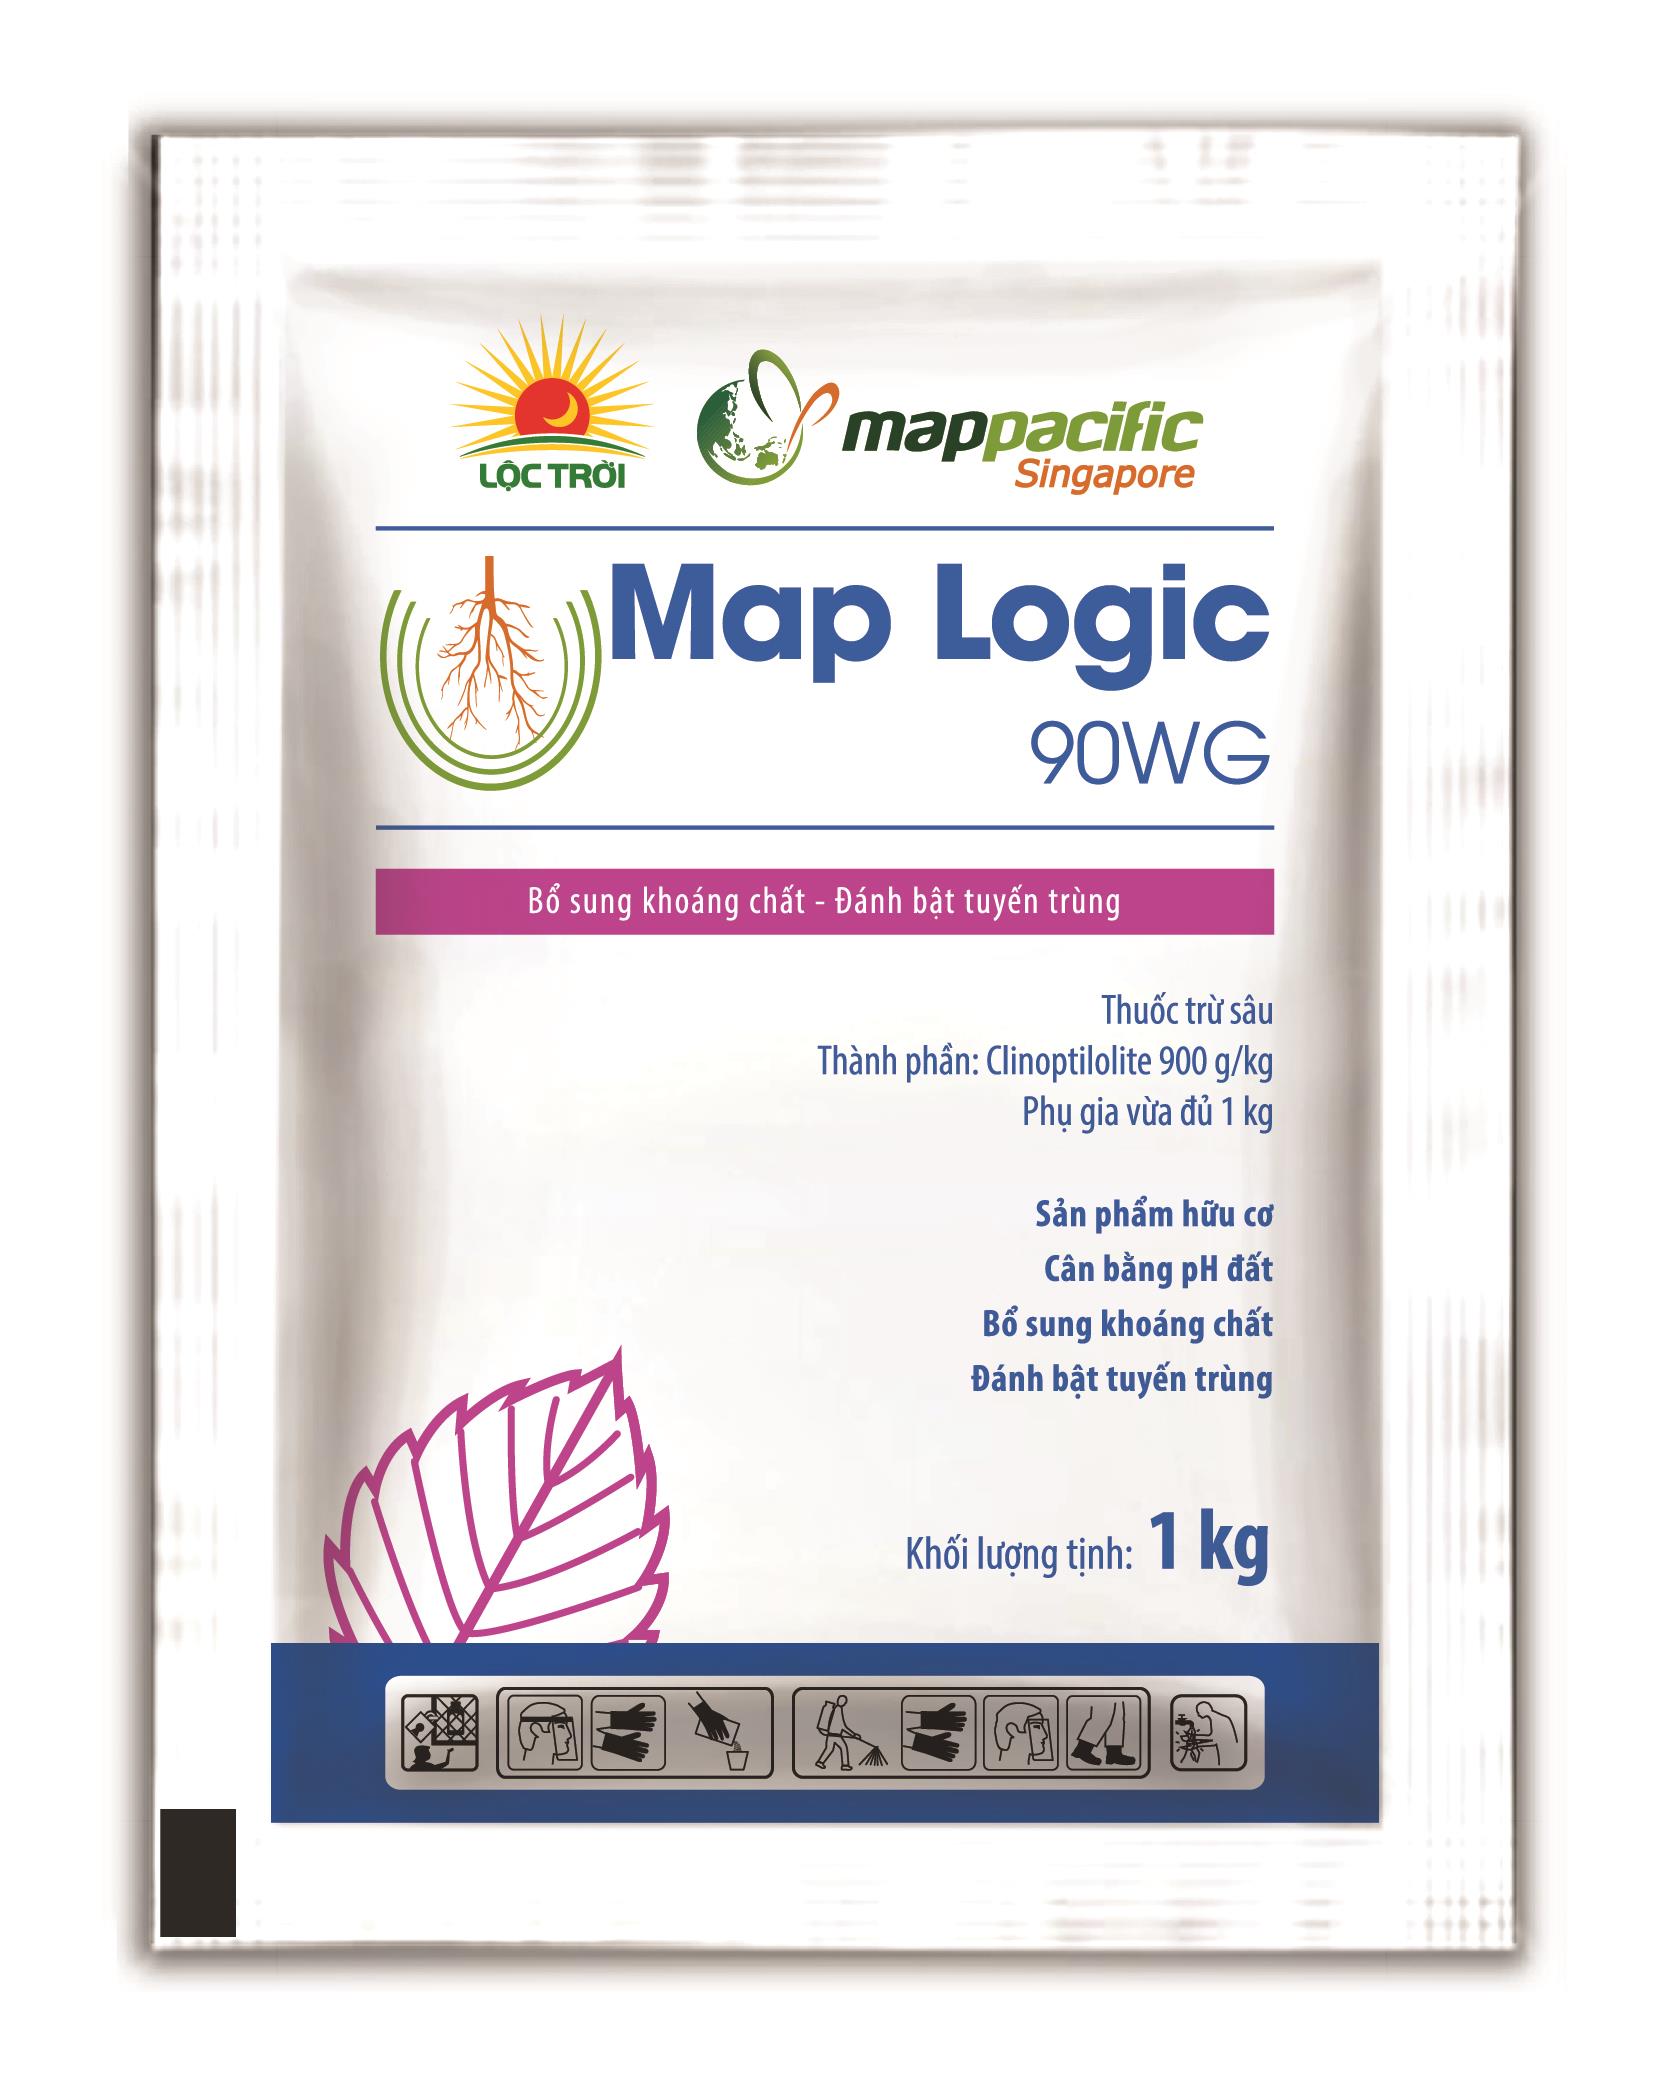 LỘC TRỜI
mappacific
Singapore
Map Logic
90WG
Bổ sung khoáng chất - Đánh bật tuyến trùng
Thuốc trừ sâu
Thành phần: Clinoptilolite 900 g/kg
Phụ gia vừa đủ 1 kg
Sản phẩm hữu cơ
Cân bằng pH đất
Bổ sung khoáng chất
Đánh bật tuyến trùng
Khối lượng tịnh: 1 kg